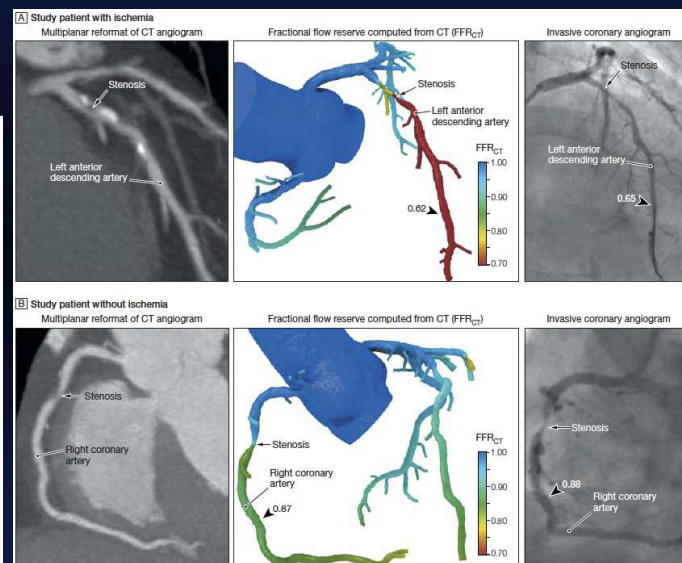 A Study patient with ischemia
Multiplanar reformat of CT angiogram
Stenosis
Left anterior
descending artery
Fractional flow reserve computed from CT (FFRCT)
Stenosis
Left anterior
descending artery
FFRCT
1.00
0.90
0.80
0.70
0.62
Invasive coronary angiogram
Stenosis
Left anterior
descending artery
0.65
B Study patient without ischemia
Multiplanar reformat of CT angiogram
Stenosis
Right coronary
artery
Fractional flow reserve computed from CT (FFRCT)
Stenosis
Right coronary
artery
0.87
FFRCT
1.00
0.90
0.80
0.70
Invasive coronary angiogram
Stenosis
0.88
Right coronary
artery